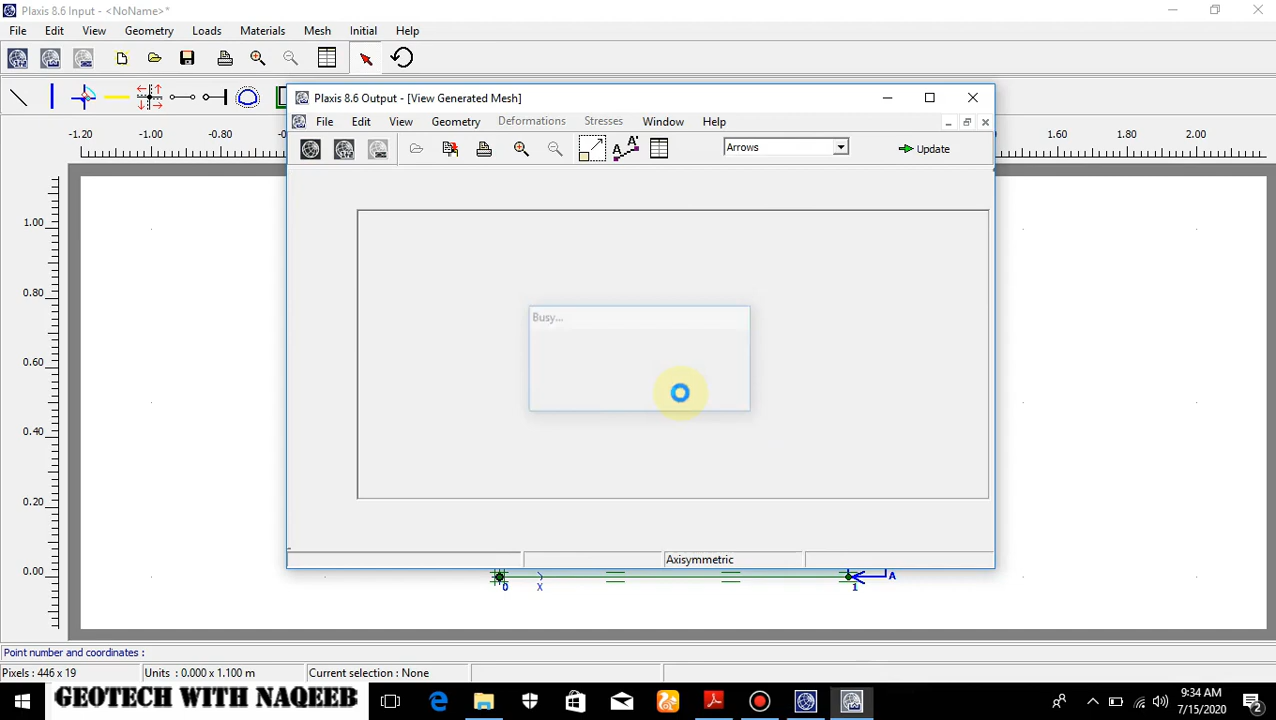 Plaxis 8.6 Input - <NoName>*
File Edit View Geometry Loads Materials Mesh Initial Help
Plaxis 8.6 Output - [View Generated Mesh]
File Edit View Geometry Deformations Stresses Window Help
-1.20 -1.00 -0.80 1.60 1.80 2.00
Arrows
Update
1.00
0.80
0.60
0.40
0.20
0.00
Busy...
Axisymmetric
0 X 1 A
Point number and coordinates :
Pixels : 446 x 19 Units : 0.000 x 1.100 m Current selection : None
GEOTECH WITH NAQEEB
9:34 AM
7/15/2020
2